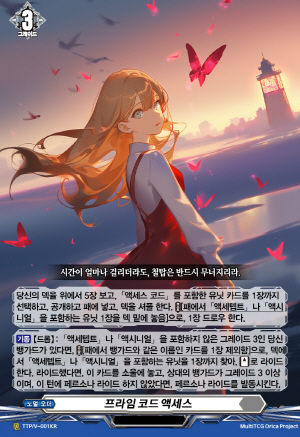 3
그레이드
시간이 얼마나 걸리더라도, 철탑은 반드시 무너지리라.
당신의 덱을 위에서 5장 보고, 「액세스 코드」를 포함한 유닛 카드를 1장까지
선택하고, 공개하고 패에 넣고, 덱을 셔플 한다. [패에서 「액세렙트」나 「액시
니얼」을 포함하는 유닛 1장을 덱 밑에 놓음]으로, 1장 드로우 한다.
기동 【드롭】: 「액세렙트」나 「액시니얼」을 포함하지 않은 그레이드 3인 당신
뱅가드가 있다면, [패에서 뱅가드와 같은 이름인 카드를 1장 제외함]으로, 덱에
서 「액세렙트」나 「액시니얼」을 포함하는 유닛을 1장까지 찾아, 로 라이드
한다. 라이드했다면, 이 카드를 소울에 놓고, 상대의 뱅가드가 그레이드 3 이상
이며, 이 턴에 페르소나 라이드 하지 않았다면, 페르소나 라이드를 발동시킨다.
노멀 오더
프라임 코드 액세스
TTP/V-001KR
MultiTCG Orica Project